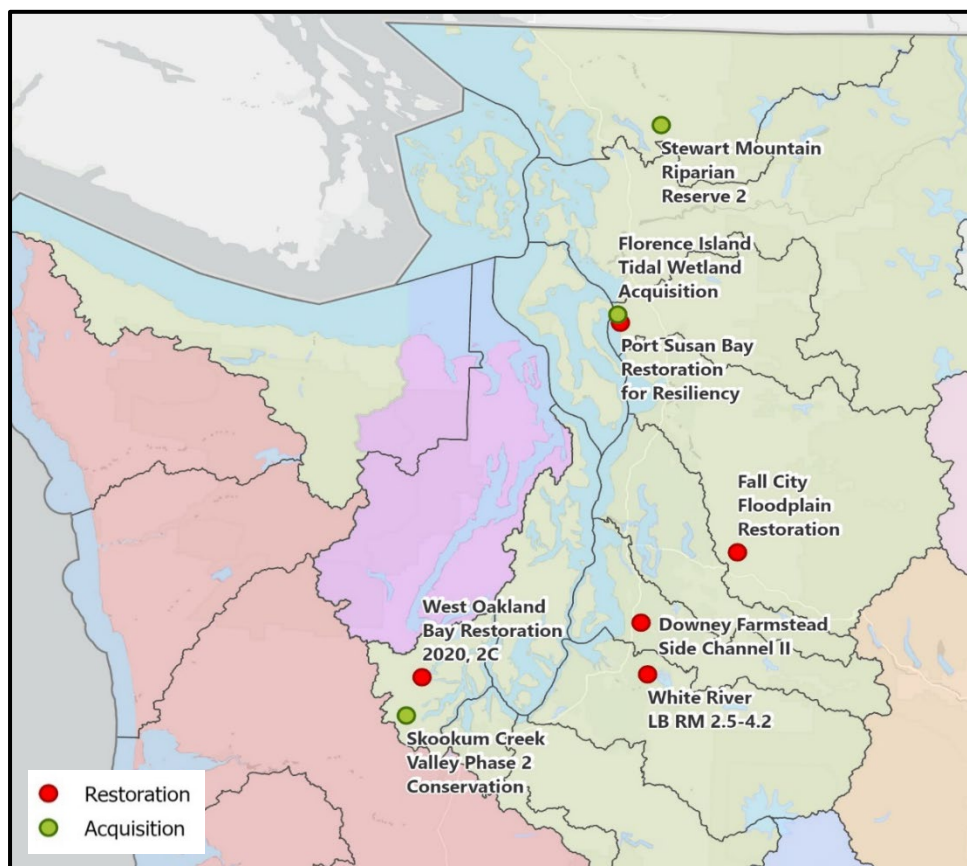 Stewart Mountain
Riparian
Reserve 2
Florence Island
Tidal Wetland
Acquisition
Port Susan Bay
Restoration
for Resiliency
Fall City
Floodplain
Restoration
West Oakland
Bay Restoration
2020, 2C
Downey Farmstead
Side Channel II
White River
LB RM 2.5-4.2
Skookum Creek
Valley Phase 2
Conservation
Restoration
Acquisition